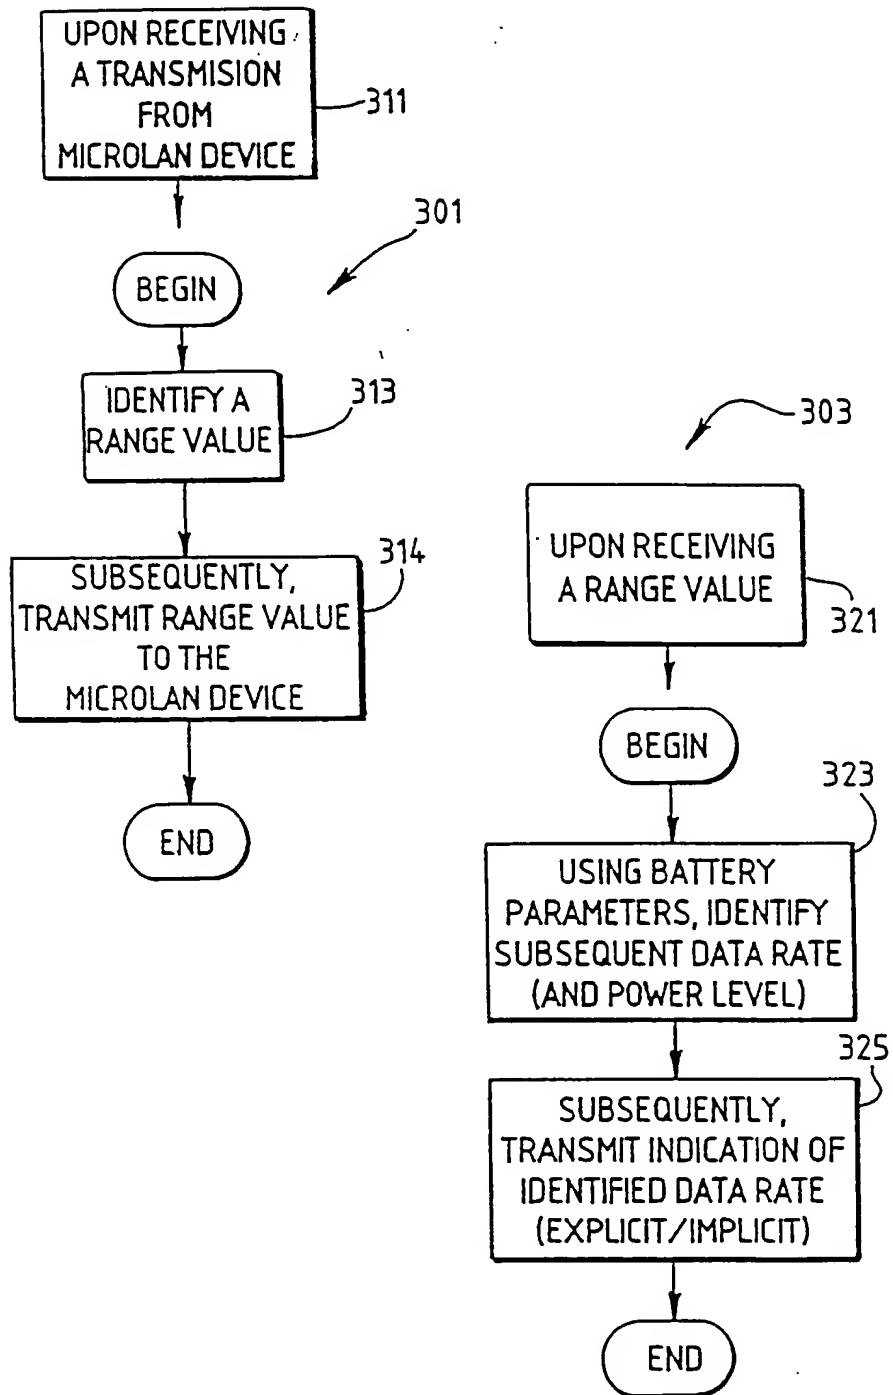 UPON RECEIVING
A TRANSMISION
FROM
MICROLAN DEVICE
311
301
BEGIN
IDENTIFY A
RANGE VALUE
313
SUBSEQUENTLY,
TRANSMIT RANGE VALUE
TO THE
MICROLAN DEVICE
314
END
303
UPON RECEIVING
A RANGE VALUE
321
BEGIN
323
USING BATTERY
PARAMETERS, IDENTIFY
SUBSEQUENT DATA RATE
(AND POWER LEVEL)
325
SUBSEQUENTLY,
TRANSMIT INDICATION OF
IDENTIFIED DATA RATE
(EXPLICIT/IMPLICIT)
END